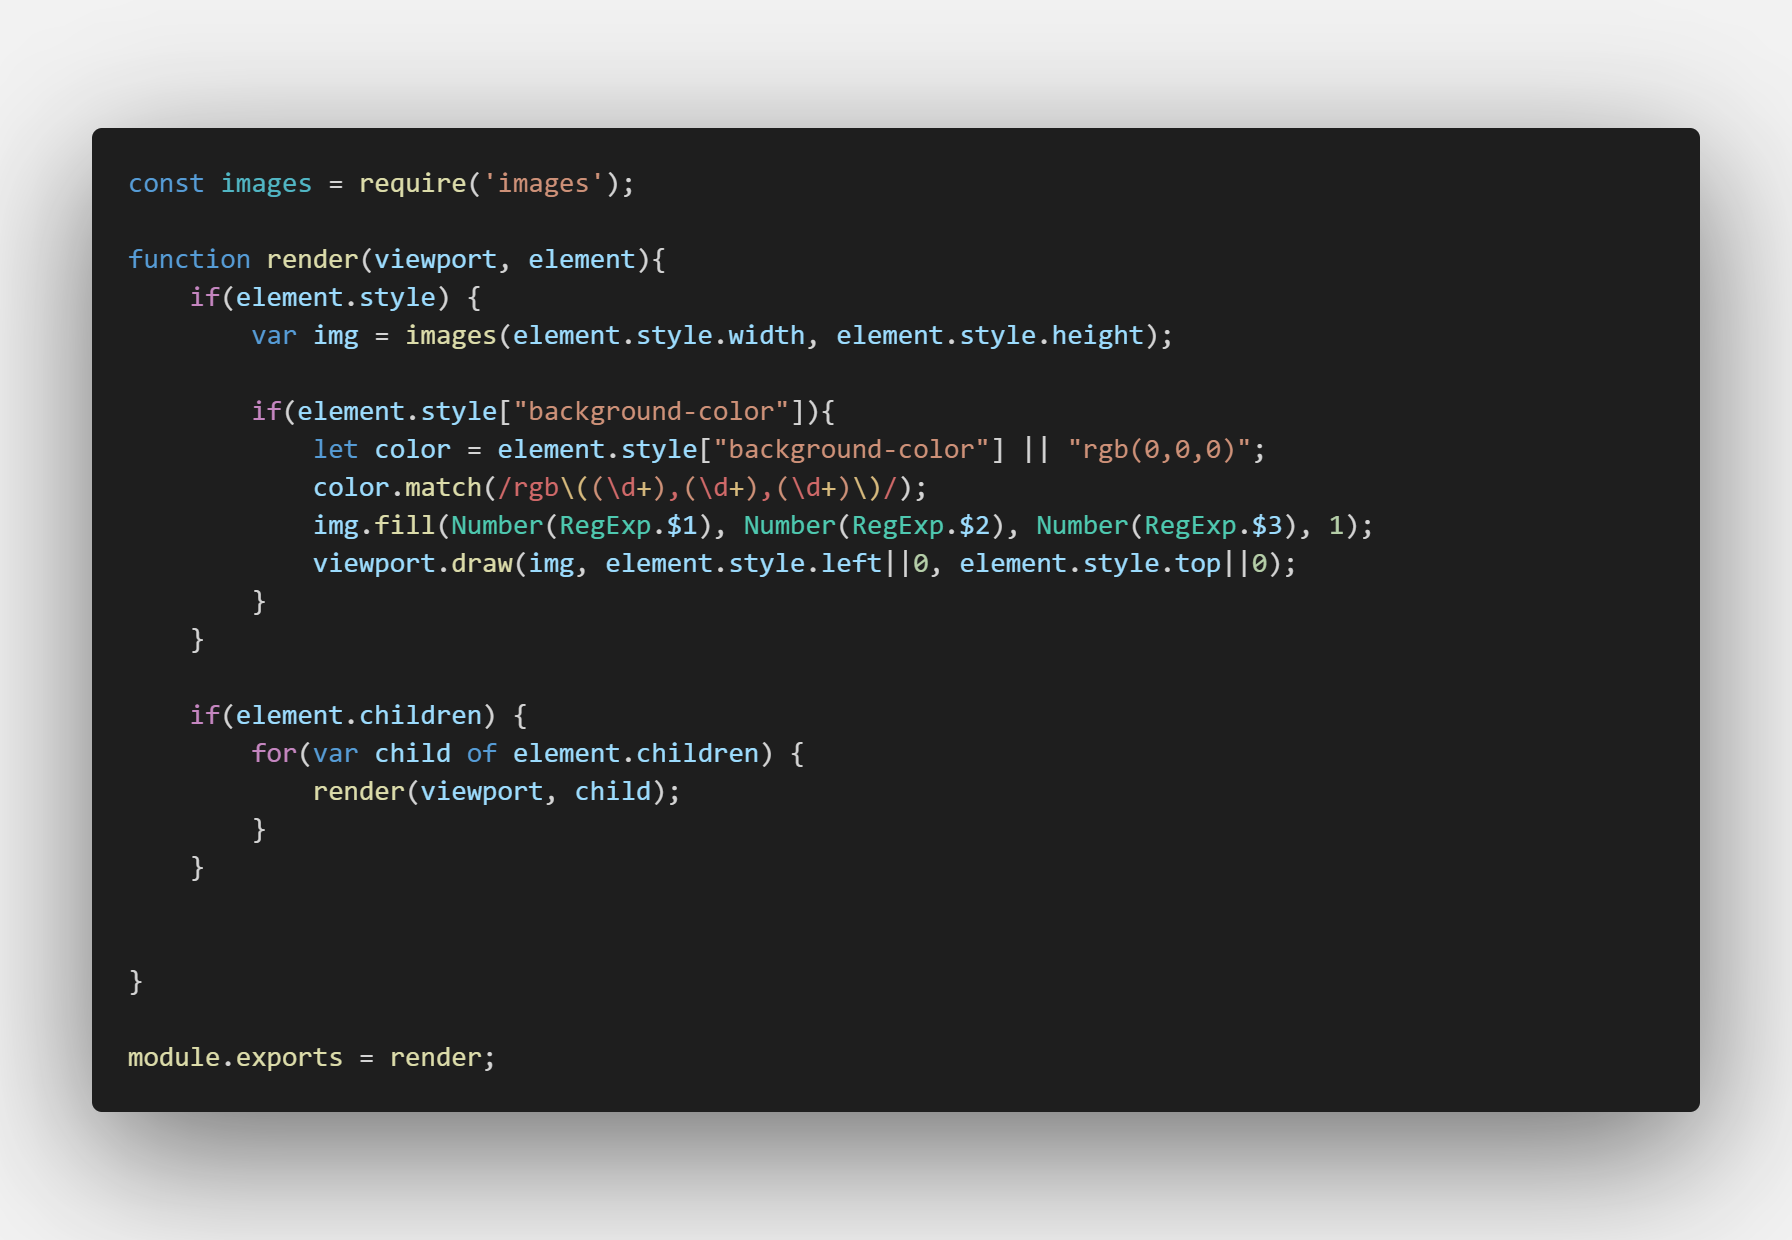 const images = require('images');

function render(viewport, element){
    if(element.style) {
        var img = images(element.style.width, element.style.height);

        if(element.style["background-color"]){
            let color = element.style["background-color"] || "rgb(0,0,0)";
            color.match(/rgb\((\d+),(\d+),(\d+)\)/);
            img.fill(Number(RegExp.$1), Number(RegExp.$2), Number(RegExp.$3), 1);
            viewport.draw(img, element.style.left||0, element.style.top||0);
        }
    }

    if(element.children) {
        for(var child of element.children) {
            render(viewport, child);
        }
    }


}

module.exports = render;